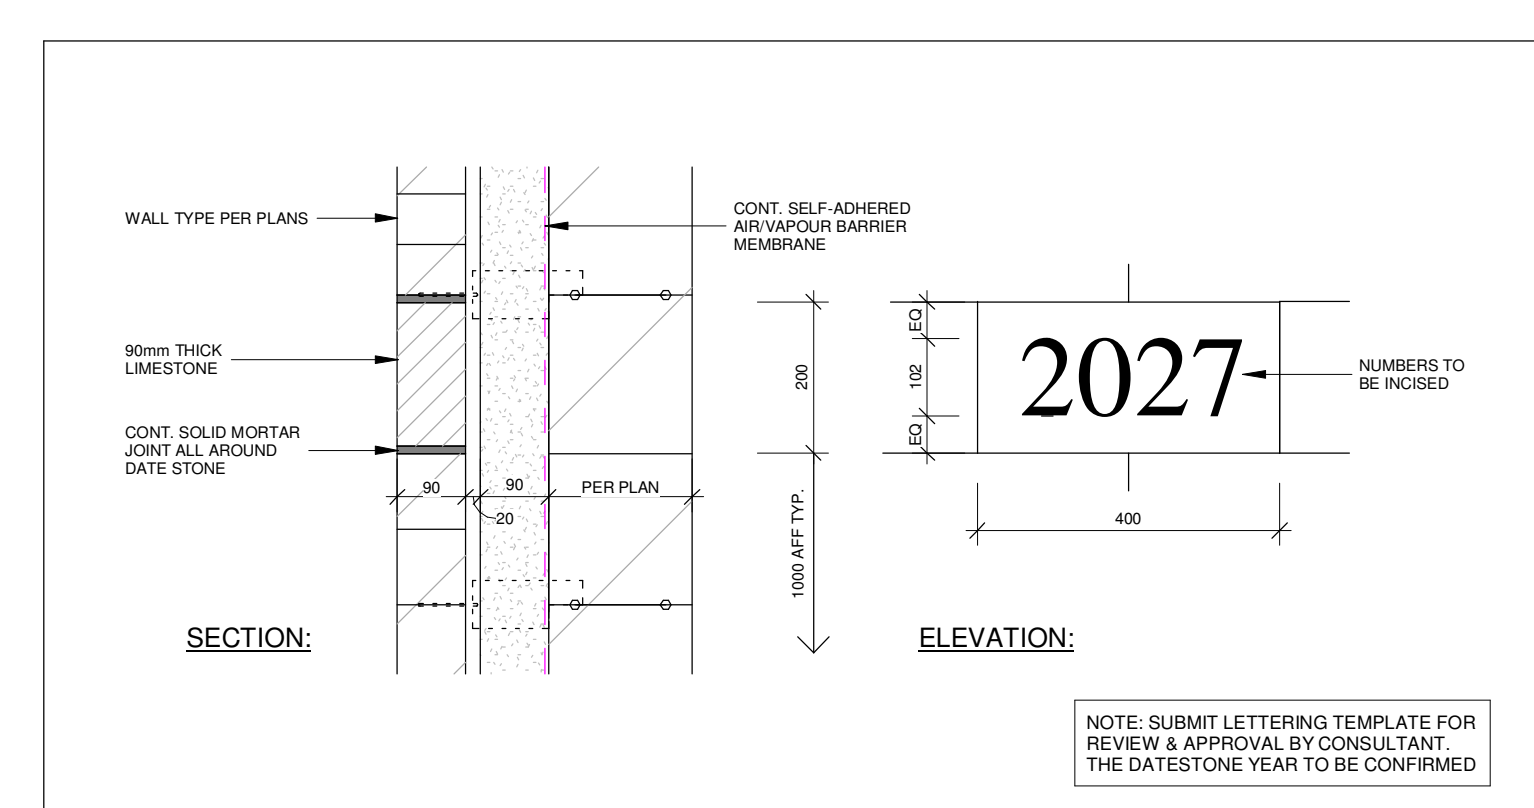 WALL TYPE PER PLANS
CONT. SELF-ADHERED
AIR/VAPOUR BARRIER
MEMBRANE
90mm THICK
LIMESTONE
CONT. SOLID MORTAR
JOINT ALL AROUND
DATE STONE
90
90
PER PLAN
20
200
1000 AFF TYP.
EQ
102
EQ
2027
NUMBERS TO
BE INCISED
400
SECTION:
ELEVATION:
NOTE: SUBMIT LETTERING TEMPLATE FOR
REVIEW & APPROVAL BY CONSULTANT.
THE DATESTONE YEAR TO BE CONFIRMED